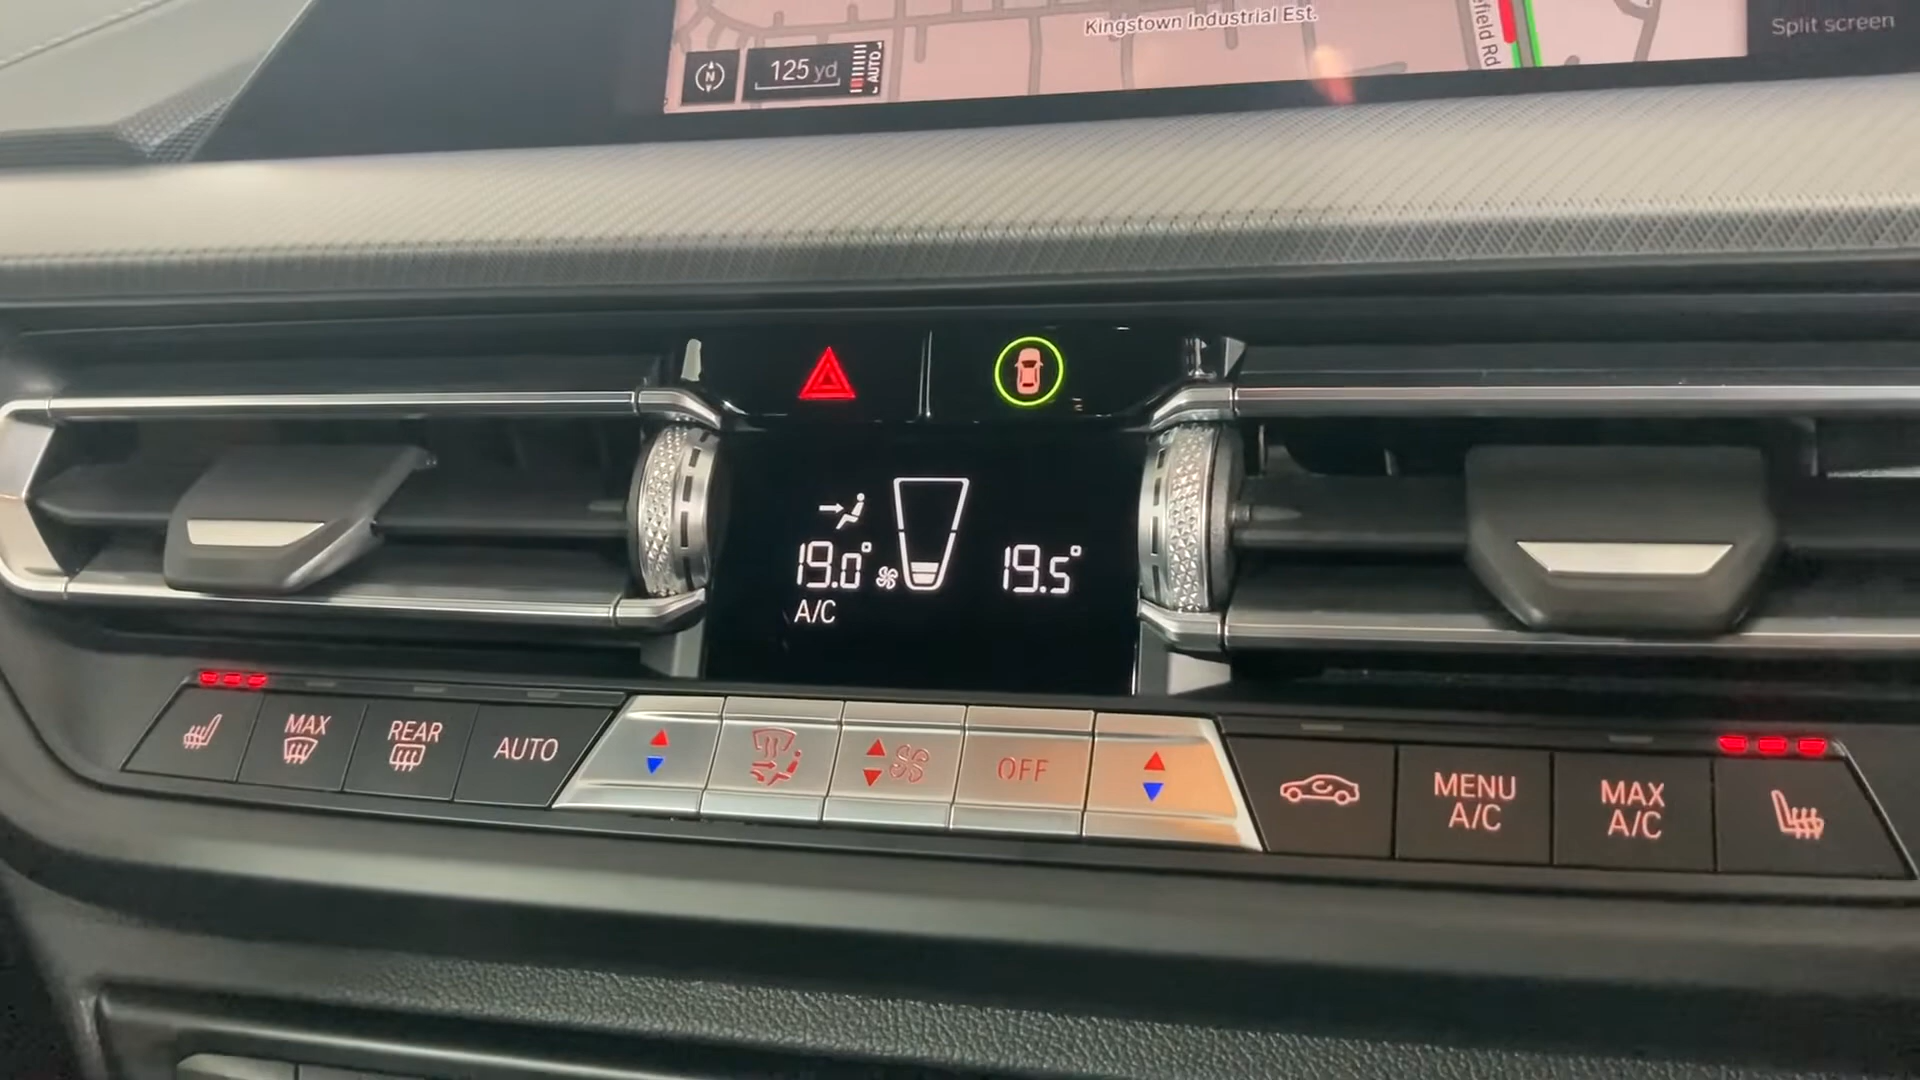 Kingstown Industrial Est.
efield Rd
Split screen
N
125 yd
AUTO
19.0°
19.5°
A/C
MAX
REAR
AUTO
OFF
MENU
A/C
MAX
A/C